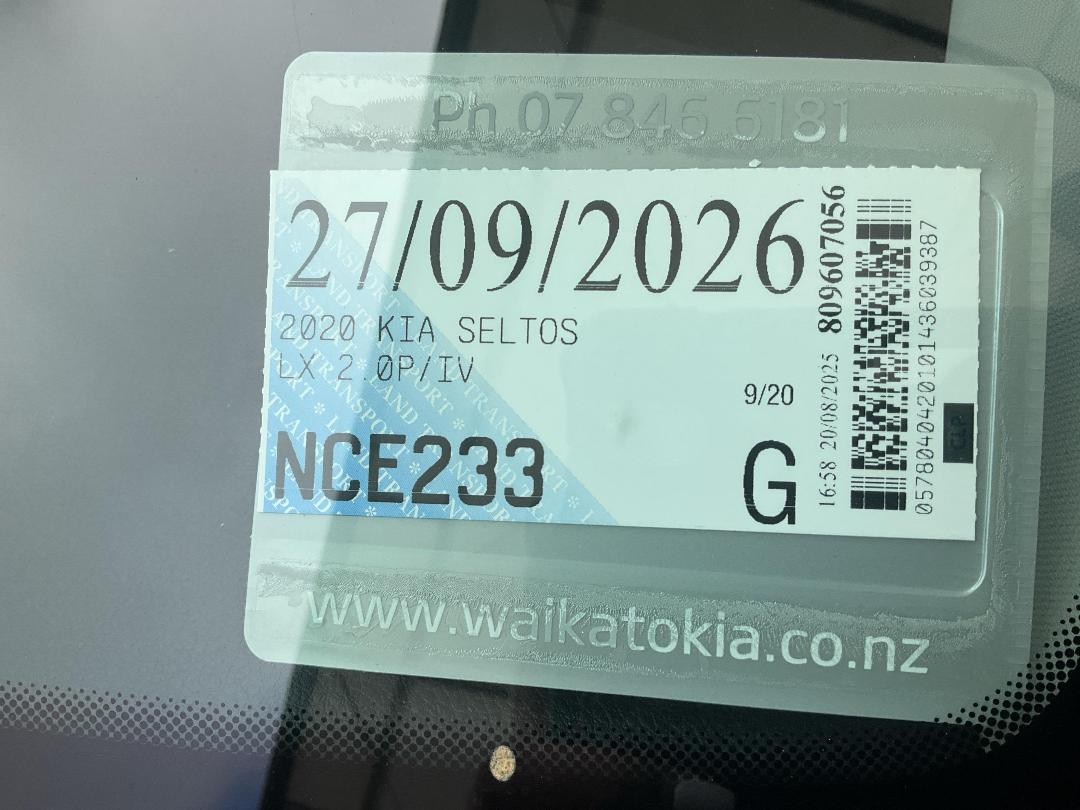 Ph 07 846 6181
27/09/2026
2020 KIA SELTOS
LX 2.0P/IV
9/20
NCE233
G
809607056
16:58 20/08/2025
0578040420101436039387
www.waikatokia.co.nz